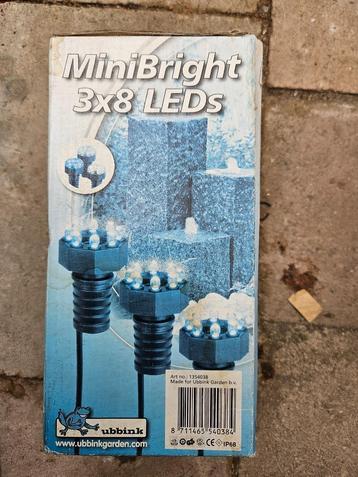 MiniBright
3x8 LEDs
Art no.: 1354038
Made for Ubbink Garden b.v.
8 711465 540384
IP68
ubbink
www.ubbinkgarden.com